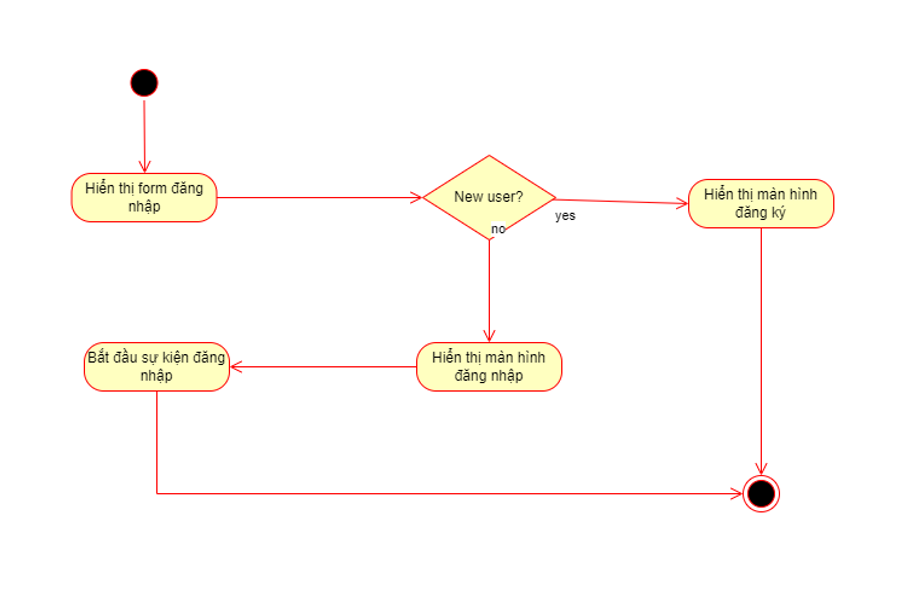 Hiển thị form đăng
nhập
New user?
no
yes
Hiển thị màn hình
đăng ký
Bắt đầu sự kiện đăng
nhập
Hiển thị màn hình
đăng nhập